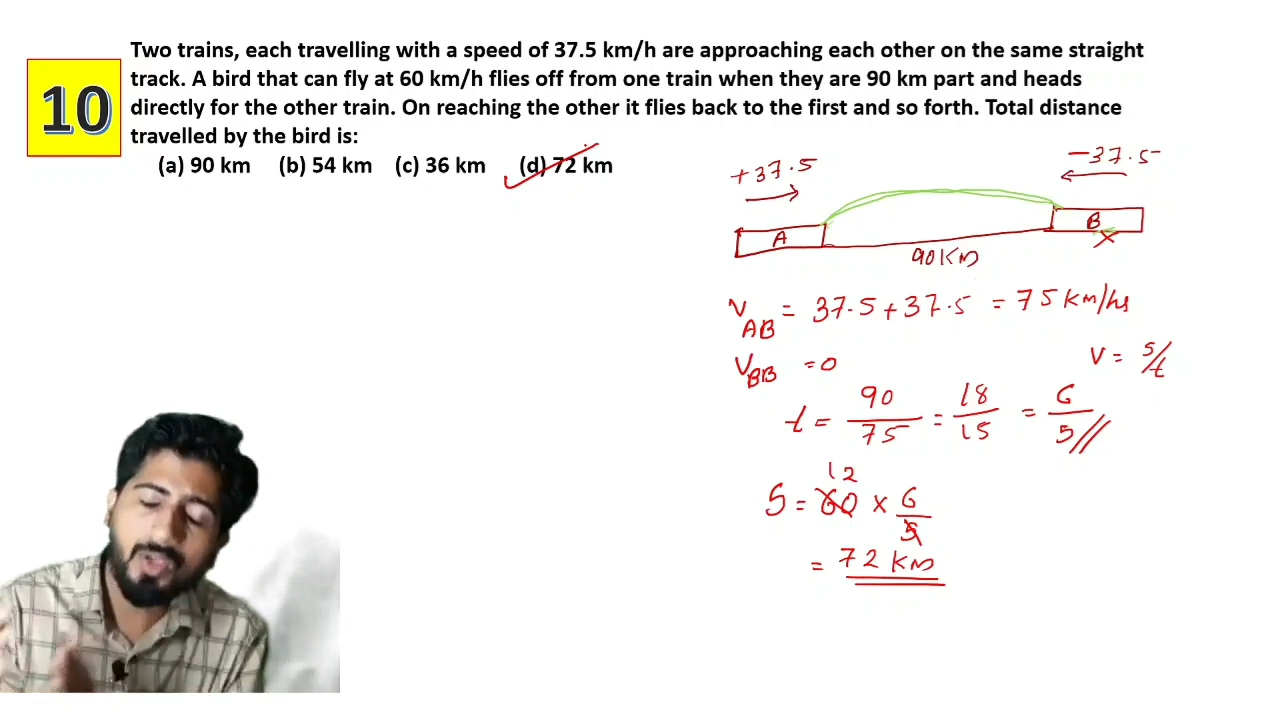 10
Two trains, each travelling with a speed of 37.5 km/h are approaching each other on the same straight
track. A bird that can fly at 60 km/h flies off from one train when they are 90 km part and heads
directly for the other train. On reaching the other it flies back to the first and so forth. Total distance
travelled by the bird is:
(a) 90 km (b) 54 km (c) 36 km (d) 72 km
+37.5
-37.5
A
B
90 KM
V AB = 37.5 + 37.5 = 75 km/hs
V BB = 0
V = s/t
t = 90/75 = 18/15 = 6/5
12
S = 60 × 6/5
= 72 KM